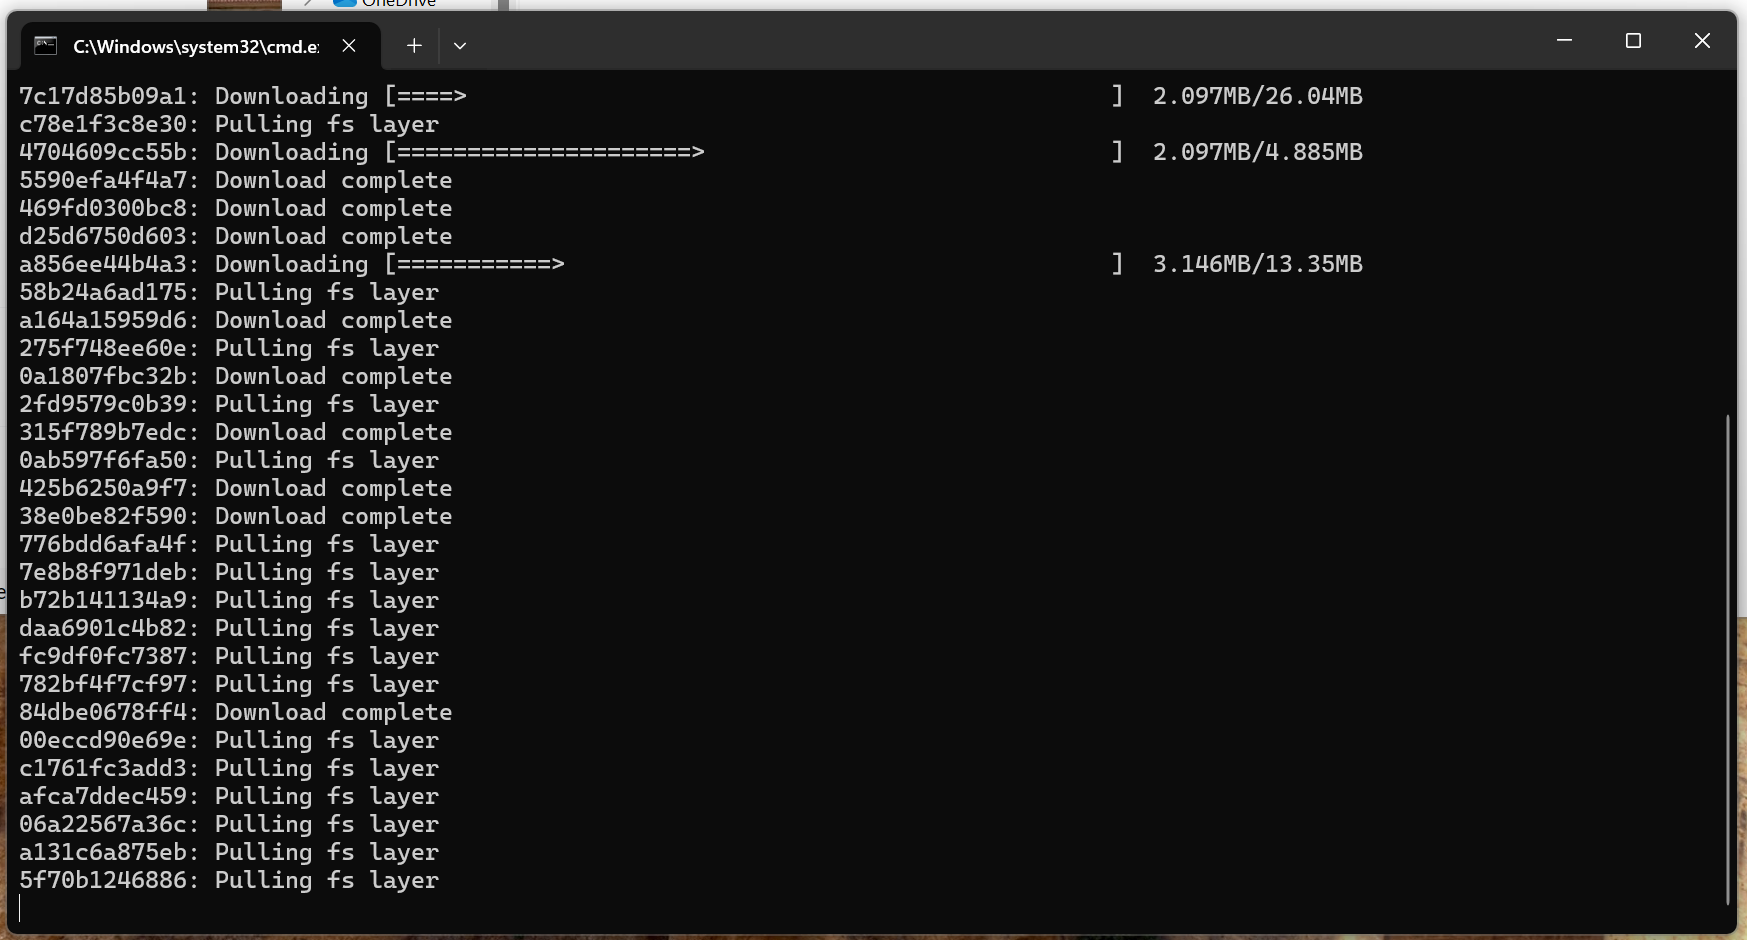 OneDrive
C:\Windows\system32\cmd.e
7c17d85b09a1: Downloading [====>                                              ]  2.097MB/26.04MB
c78e1f3c8e30: Pulling fs layer
4704609cc55b: Downloading [=====================>                             ]  2.097MB/4.885MB
5590efa4f4a7: Download complete
469fd0300bc8: Download complete
d25d6750d603: Download complete
a856ee44b4a3: Downloading [===========>                                       ]  3.146MB/13.35MB
58b24a6ad175: Pulling fs layer
a164a15959d6: Download complete
275f748ee60e: Pulling fs layer
0a1807fbc32b: Download complete
2fd9579c0b39: Pulling fs layer
315f789b7edc: Download complete
0ab597f6fa50: Pulling fs layer
425b6250a9f7: Download complete
38e0be82f590: Download complete
776bdd6afa4f: Pulling fs layer
7e8b8f971deb: Pulling fs layer
b72b141134a9: Pulling fs layer
daa6901c4b82: Pulling fs layer
fc9df0fc7387: Pulling fs layer
782bf4f7cf97: Pulling fs layer
84dbe0678ff4: Download complete
00eccd90e69e: Pulling fs layer
c1761fc3add3: Pulling fs layer
afca7ddec459: Pulling fs layer
06a22567a36c: Pulling fs layer
a131c6a875eb: Pulling fs layer
5f70b1246886: Pulling fs layer